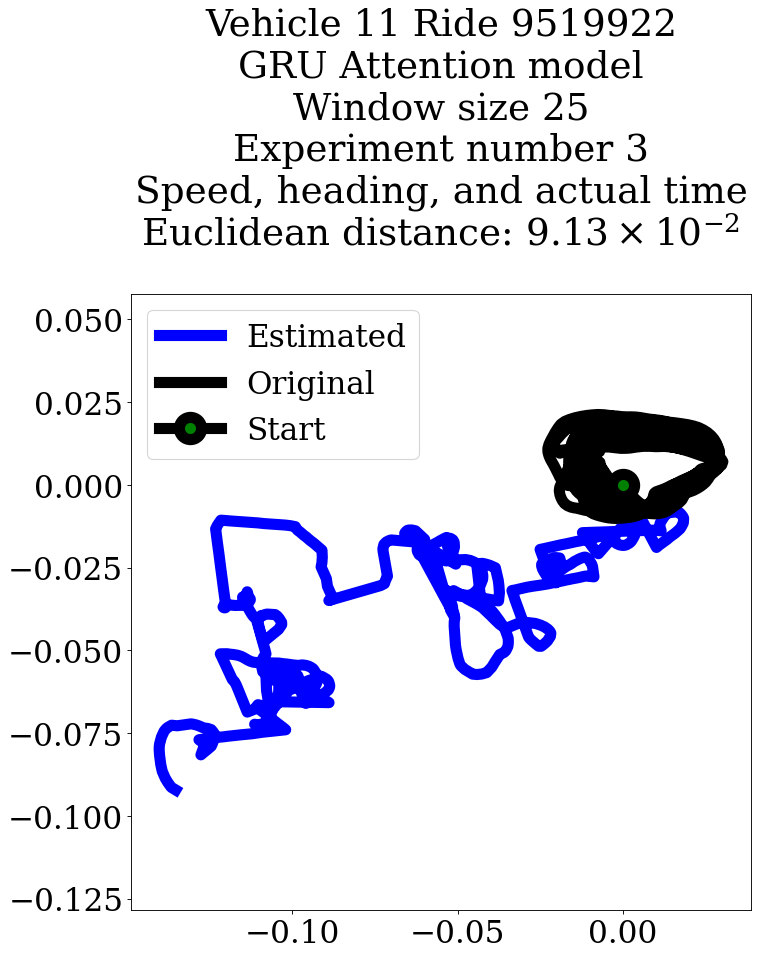 Vehicle 11 Ride 9519922
GRU Attention model
Window size 25
Experiment number 3
Speed, heading, and actual time
Euclidean distance: 9.13 × 10⁻²
Estimated
Original
Start
0.050
0.025
0.000
−0.025
−0.050
−0.075
−0.100
−0.125
−0.10
−0.05
0.00